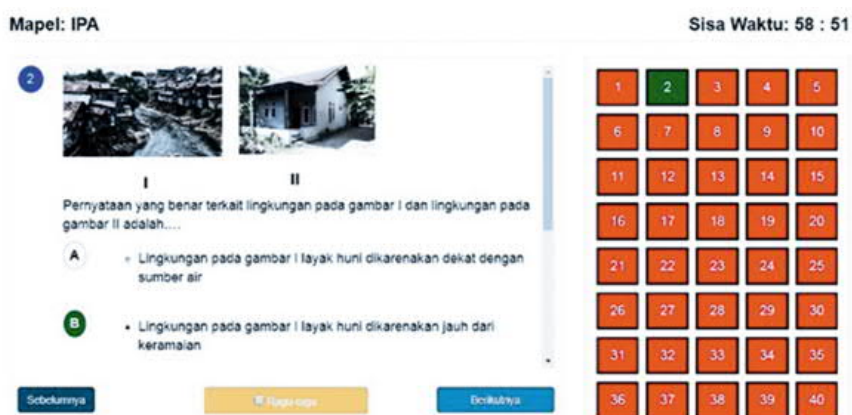 Mapel: IPA
Sisa Waktu: 58 : 51
2
I
II
Pernyataan yang benar terkait lingkungan pada gambar I dan lingkungan pada
gambar II adalah....
A
Lingkungan pada gambar I layak huni dikarenakan dekat dengan
sumber air
B
Lingkungan pada gambar I layak huni dikarenakan jauh dari
keramaian
Sebelumnya
Ragu-ragu
Berikutnya
1 2 3 4 5
6 7 8 9 10
11 12 13 14 15
16 17 18 19 20
21 22 23 24 25
26 27 28 29 30
31 32 33 34 35
36 37 38 39 40